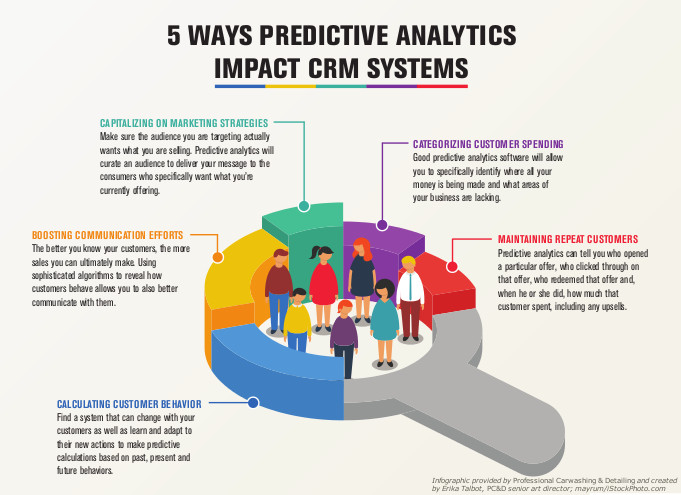 5 WAYS PREDICTIVE ANALYTICS
IMPACT CRM SYSTEMS
CAPITALIZING ON MARKETING STRATEGIES
Make sure the audience you are targeting actually
wants what you are selling. Predictive analytics will
curate an audience to deliver your message to the
consumers who specifically want what you're
currently offering.
CATEGORIZING CUSTOMER SPENDING
Good predictive analytics software will allow
you to specifically identify where all your
money is being made and what areas of
your business are lacking.
BOOSTING COMMUNICATION EFFORTS
The better you know your customers, the more
sales you can ultimately make. Using
sophisticated algorithms to reveal how
customers behave allows you to also better
communicate with them.
MAINTAINING REPEAT CUSTOMERS
Predictive analytics can tell you who opened
a particular offer, who clicked through on
that offer, who redeemed that offer and,
when he or she did, how much that
customer spent, including any upsells.
CALCULATING CUSTOMER BEHAVIOR
Find a system that can change with your
customers as well as learn and adapt to
their new actions to make predictive
calculations based on past, present and
future behaviors.
Infographic provided by Professional Carwashing & Detailing and created
by Erika Talbot, PC&D senior art director; mayrum/iStockPhoto.com